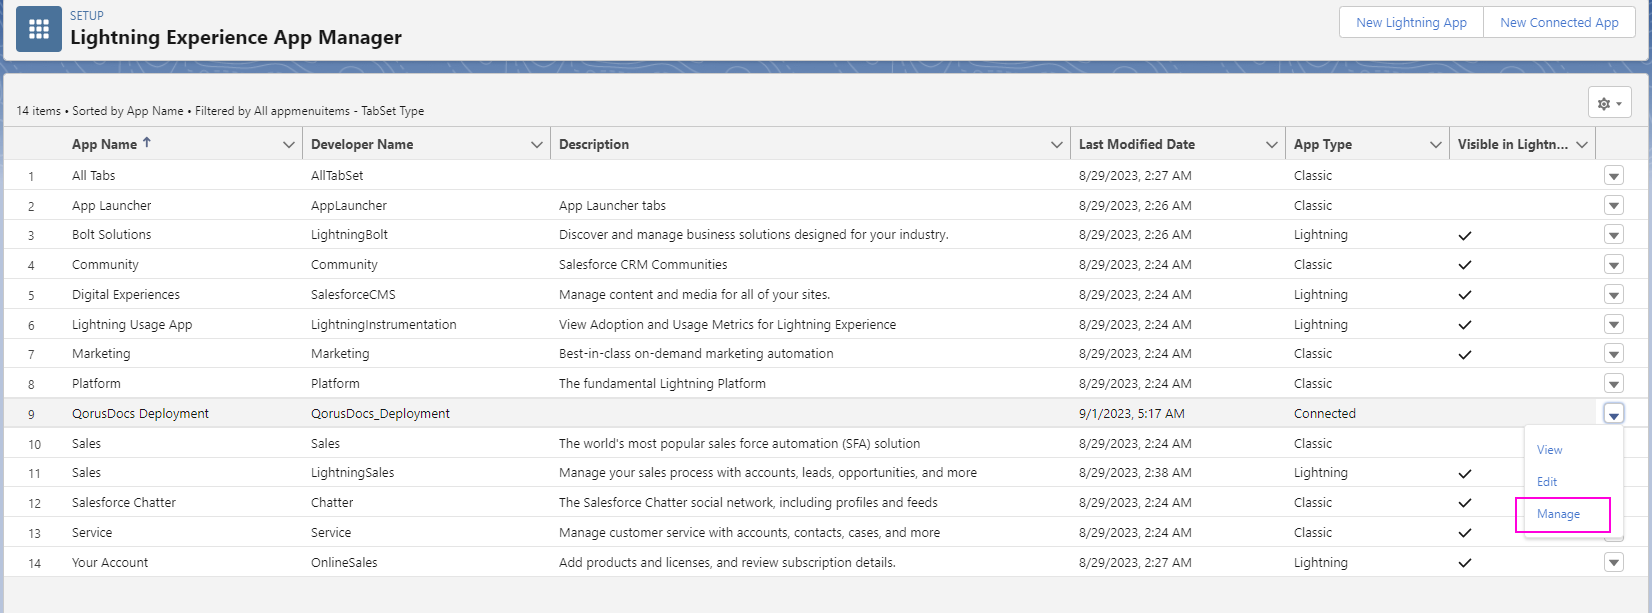 SETUP
Lightning Experience App Manager
New Lightning App New Connected App
14 items • Sorted by App Name • Filtered by All appmenuitems - TabSet Type
App Name ↑ Developer Name Description Last Modified Date App Type Visible in Lightn...
1 All Tabs AllTabSet 8/29/2023, 2:27 AM Classic
2 App Launcher AppLauncher App Launcher tabs 8/29/2023, 2:26 AM Classic
3 Bolt Solutions LightningBolt Discover and manage business solutions designed for your industry. 8/29/2023, 2:26 AM Lightning ✓
4 Community Community Salesforce CRM Communities 8/29/2023, 2:24 AM Classic ✓
5 Digital Experiences SalesforceCMS Manage content and media for all of your sites. 8/29/2023, 2:24 AM Lightning ✓
6 Lightning Usage App LightningInstrumentation View Adoption and Usage Metrics for Lightning Experience 8/29/2023, 2:24 AM Lightning ✓
7 Marketing Marketing Best-in-class on-demand marketing automation 8/29/2023, 2:24 AM Classic ✓
8 Platform Platform The fundamental Lightning Platform 8/29/2023, 2:24 AM Classic
9 QorusDocs Deployment QorusDocs_Deployment 9/1/2023, 5:17 AM Connected
10 Sales Sales The world's most popular sales force automation (SFA) solution 8/29/2023, 2:24 AM Classic
View
11 Sales LightningSales Manage your sales process with accounts, leads, opportunities, and more 8/29/2023, 2:38 AM Lightning ✓
Edit
12 Salesforce Chatter Chatter The Salesforce Chatter social network, including profiles and feeds 8/29/2023, 2:24 AM Classic ✓
Manage
13 Service Service Manage customer service with accounts, contacts, cases, and more 8/29/2023, 2:24 AM Classic ✓
14 Your Account OnlineSales Add products and licenses, and review subscription details. 8/29/2023, 2:27 AM Lightning ✓